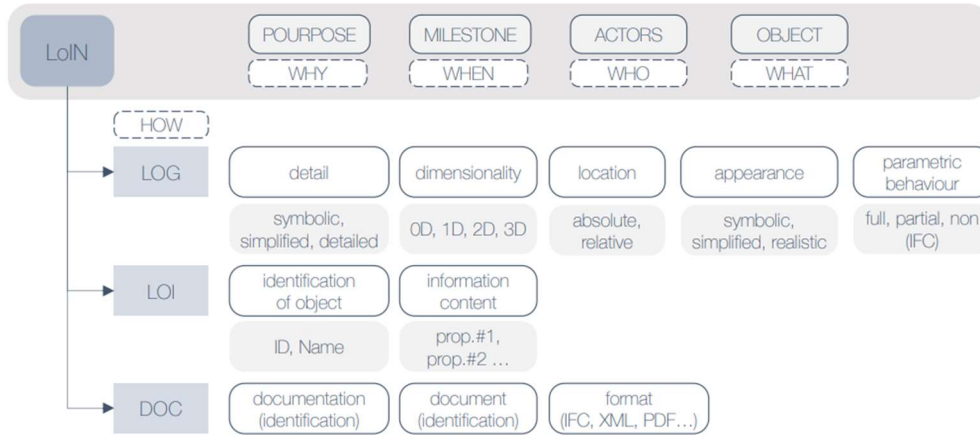 LoIN
POURPOSE
MILESTONE
ACTORS
OBJECT
WHY
WHEN
WHO
WHAT
HOW
LOG
detail
dimensionality
location
appearance
parametric
behaviour
symbolic,
simplified, detailed
0D, 1D, 2D, 3D
absolute,
relative
symbolic,
simplified, realistic
full, partial, non
(IFC)
LOI
identification
of object
information
content
ID, Name
prop.#1,
prop.#2 ...
DOC
documentation
(identification)
document
(identification)
format
(IFC, XML, PDF...)